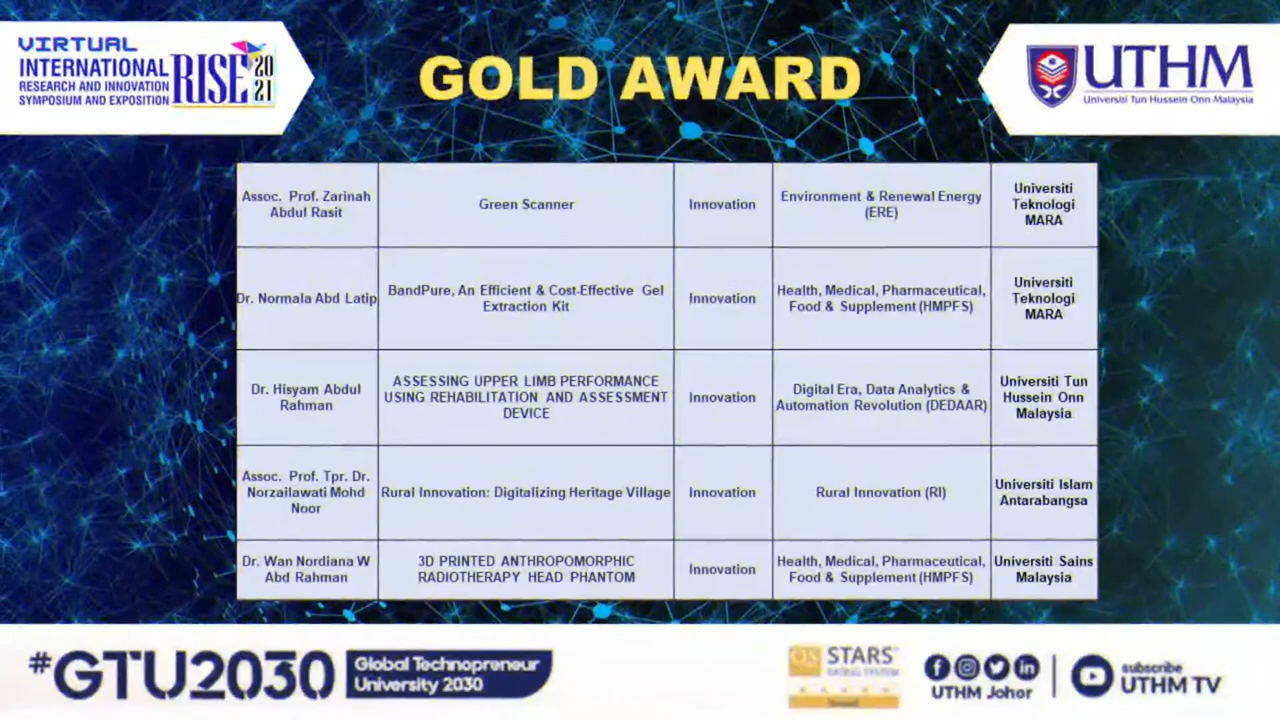 VIRTUAL
INTERNATIONAL
RESEARCH AND INNOVATION
SYMPOSIUM AND EXPOSITION
RISE
20
21
GOLD AWARD
UTHM
Universiti Tun Hussein Onn Malaysia
Assoc. Prof. Zarinah
Abdul Rasit
Green Scanner
Innovation
Environment & Renewal Energy
(ERE)
Universiti
Teknologi
MARA
Dr. Normala Abd Latip
BandPure, An Efficient & Cost-Effective Gel
Extraction Kit
Innovation
Health, Medical, Pharmaceutical,
Food & Supplement (HMPFS)
Universiti
Teknologi
MARA
Dr. Hisyam Abdul
Rahman
ASSESSING UPPER LIMB PERFORMANCE
USING REHABILITATION AND ASSESSMENT
DEVICE
Innovation
Digital Era, Data Analytics &
Automation Revolution (DEDAAR)
Universiti Tun
Hussein Onn
Malaysia
Assoc. Prof. Tpr. Dr.
Norzailawati Mohd
Noor
Rural Innovation: Digitalizing Heritage Village
Innovation
Rural Innovation (RI)
Universiti Islam
Antarabangsa
Dr. Wan Nordiana W
Abd Rahman
3D PRINTED ANTHROPOMORPHIC
RADIOTHERAPY HEAD PHANTOM
Innovation
Health, Medical, Pharmaceutical,
Food & Supplement (HMPFS)
Universiti Sains
Malaysia
#GTU2030
Global Technopreneur
University 2030
QS
STARS
RATING SYSTEM
UTHM Johor
subscribe
UTHM TV